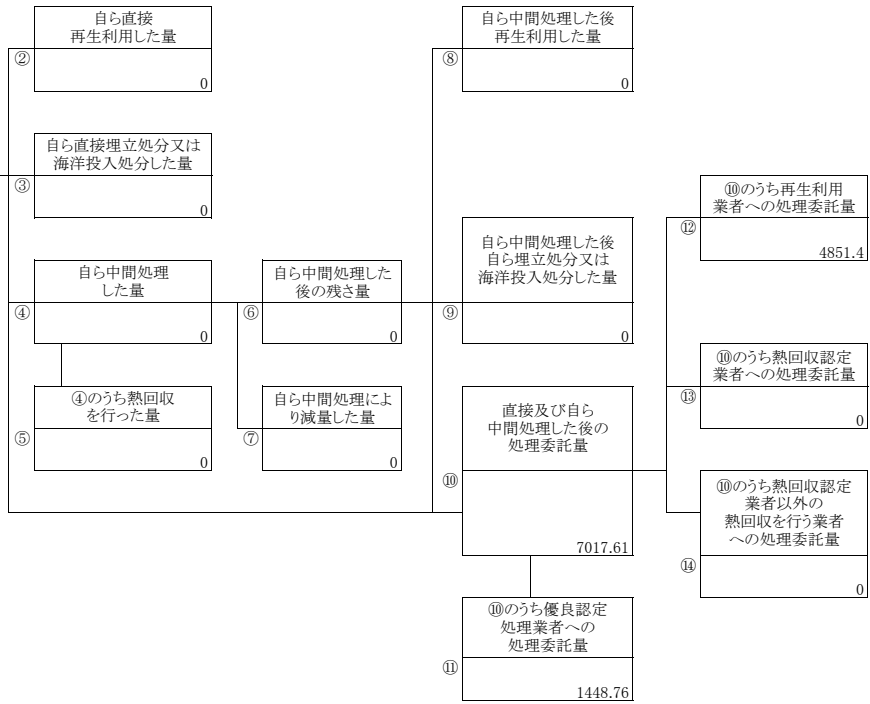 自ら直接
再生利用した量
②
0
自ら直接埋立処分又は
海洋投入処分した量
③
0
自ら中間処理
した量
④
0
④のうち熱回収
を行った量
⑤
0
自ら中間処理した
後の残さ量
⑥
0
自ら中間処理によ
り減量した量
⑦
0
自ら中間処理した後
再生利用した量
⑧
0
自ら中間処理した後
自ら埋立処分又は
海洋投入処分した量
⑨
0
直接及び自ら
中間処理した後の
処理委託量
⑩
7017.61
⑩のうち優良認定
処理業者への
処理委託量
⑪
1448.76
⑩のうち再生利用
業者への処理委託量
⑫
4851.4
⑩のうち熱回収認定
業者への処理委託量
⑬
0
⑩のうち熱回収認定
業者以外の
熱回収を行う業者
への処理委託量
⑭
0